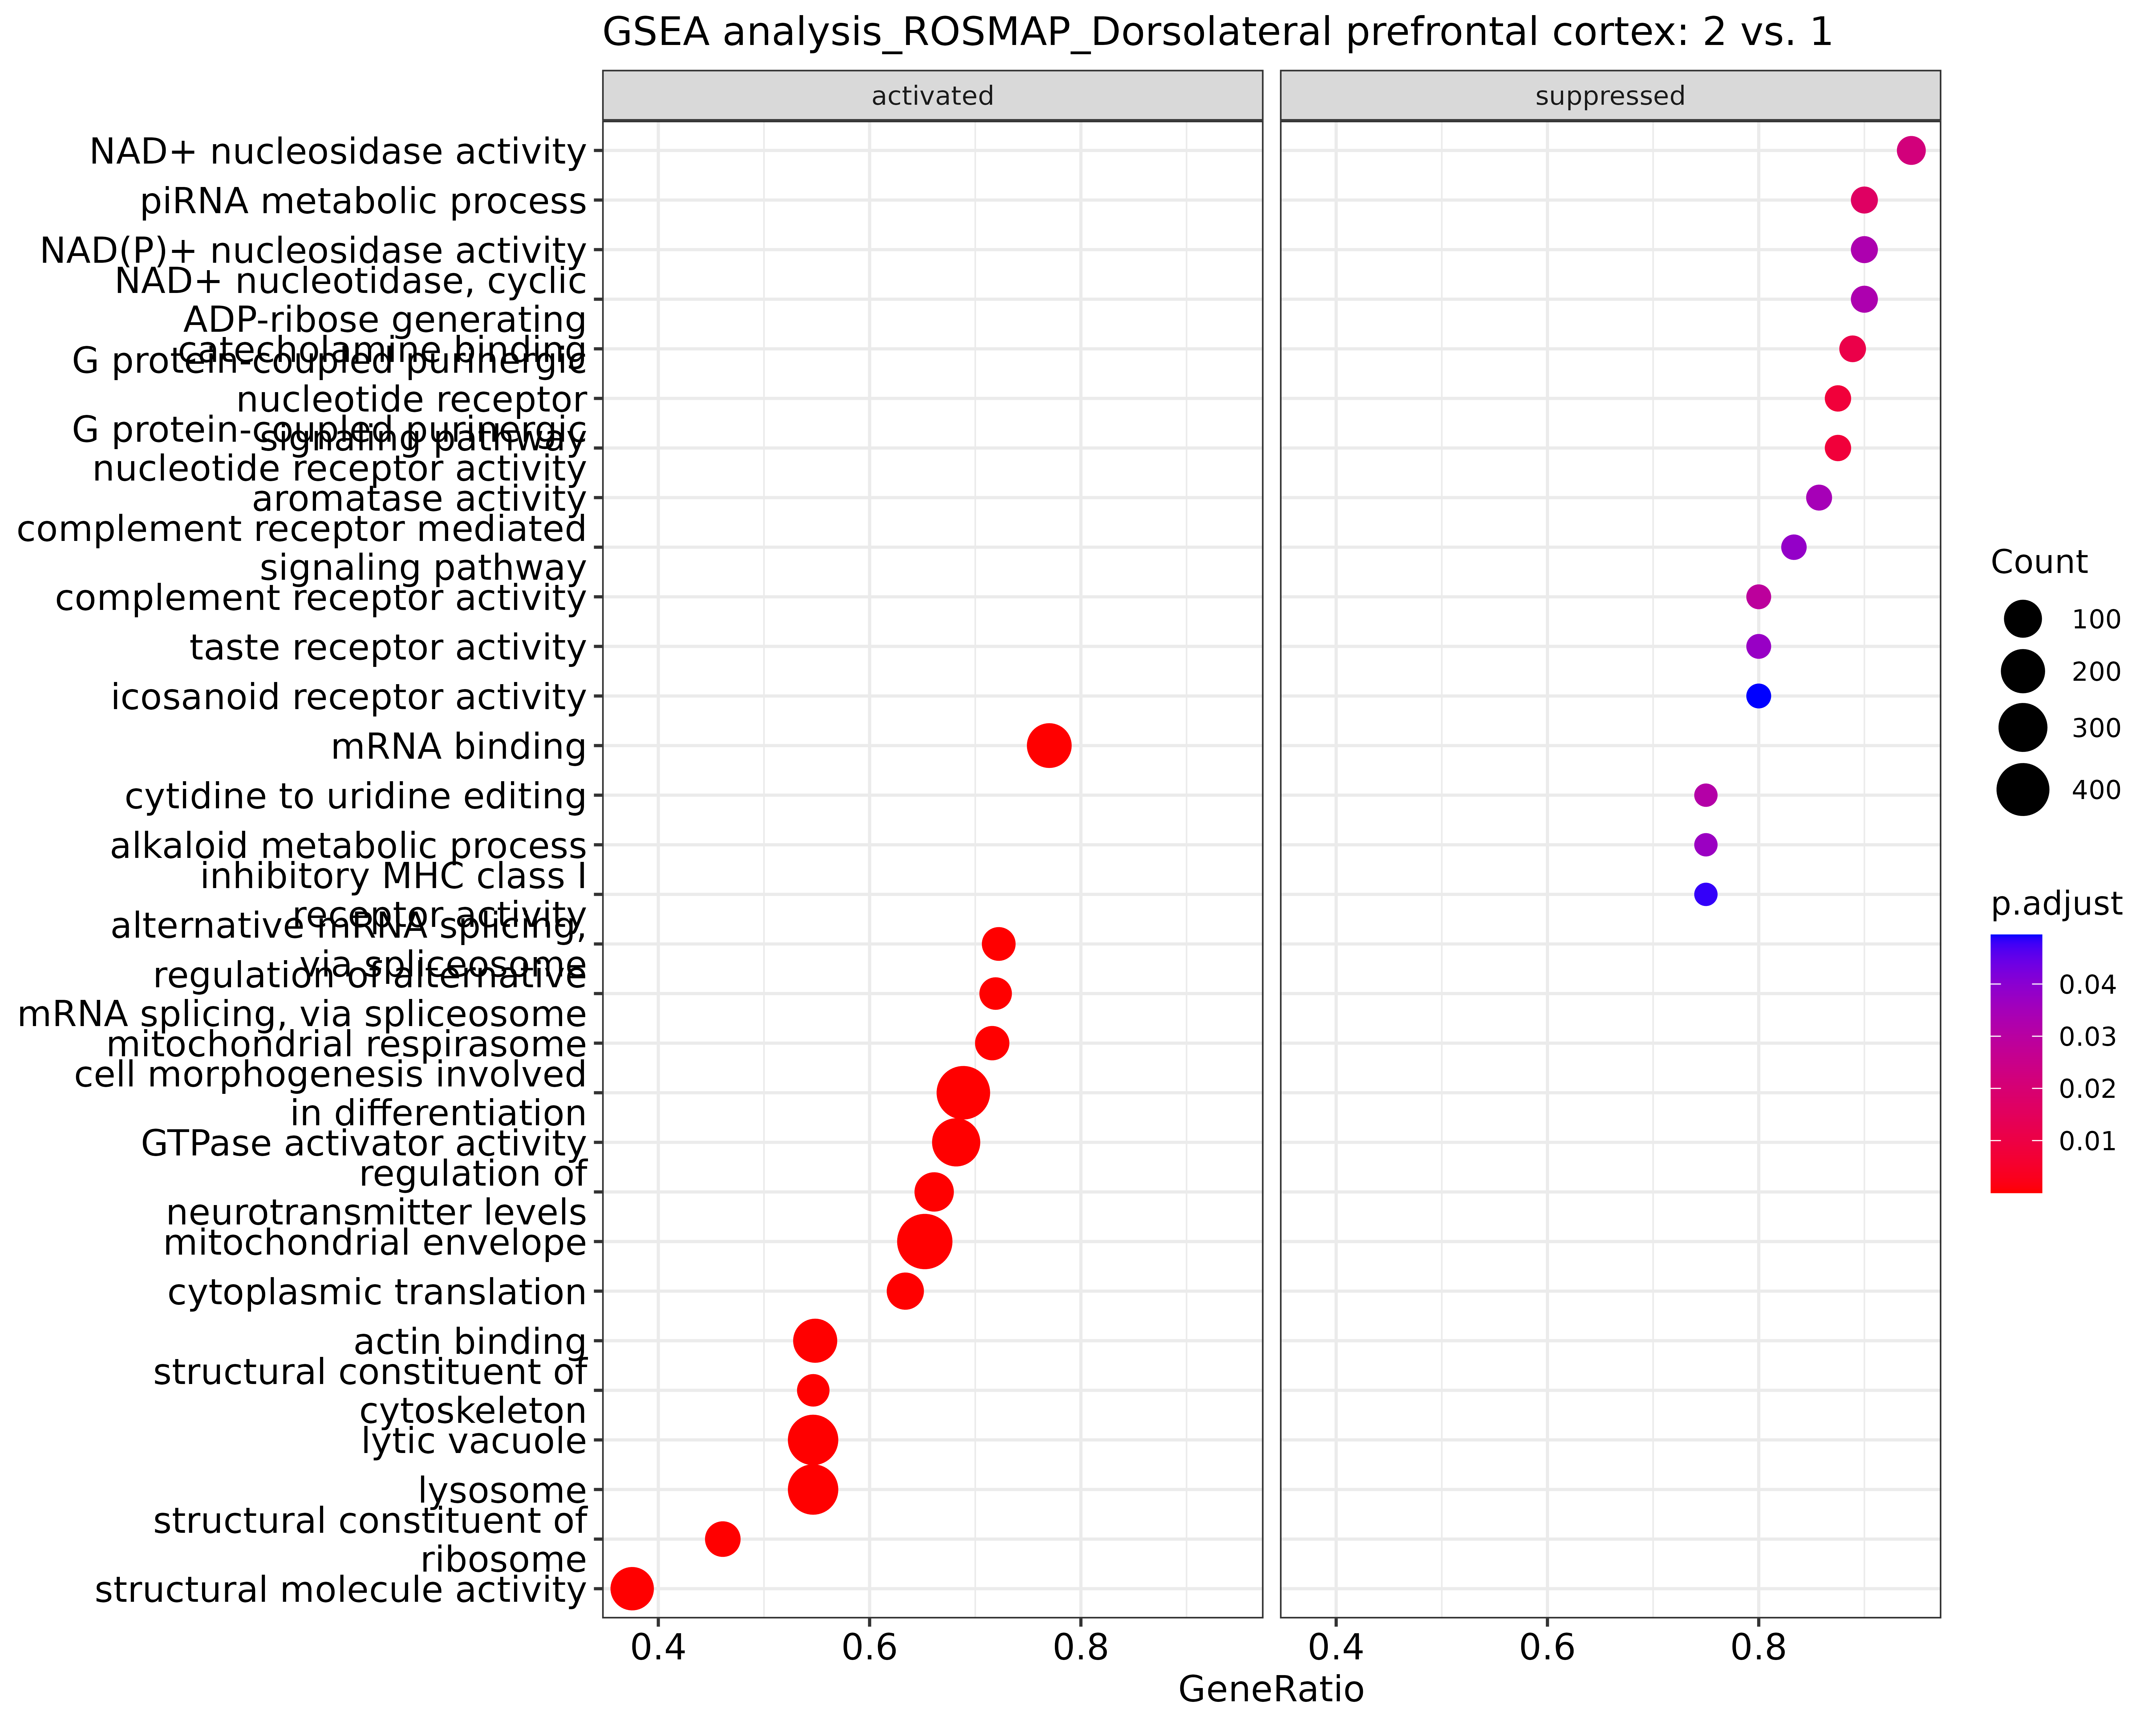 GSEA analysis_ROSMAP_Dorsolateral prefrontal cortex: 2 vs. 1
activated
suppressed
NAD+ nucleosidase activity
piRNA metabolic process
NAD(P)+ nucleosidase activity
NAD+ nucleotidase, cyclic
ADP-ribose generating
catecholamine binding
G protein-coupled purinergic
nucleotide receptor
signaling pathway
G protein-coupled purinergic
nucleotide receptor activity
aromatase activity
complement receptor mediated
signaling pathway
complement receptor activity
taste receptor activity
icosanoid receptor activity
mRNA binding
cytidine to uridine editing
alkaloid metabolic process
inhibitory MHC class I
receptor activity
alternative mRNA splicing,
via spliceosome
regulation of alternative
mRNA splicing, via spliceosome
mitochondrial respirasome
cell morphogenesis involved
in differentiation
GTPase activator activity
regulation of
neurotransmitter levels
mitochondrial envelope
cytoplasmic translation
actin binding
structural constituent of
cytoskeleton
lytic vacuole
lysosome
structural constituent of
ribosome
structural molecule activity
0.4
0.6
0.8
0.4
0.6
0.8
GeneRatio
Count
100
200
300
400
p.adjust
0.04
0.03
0.02
0.01